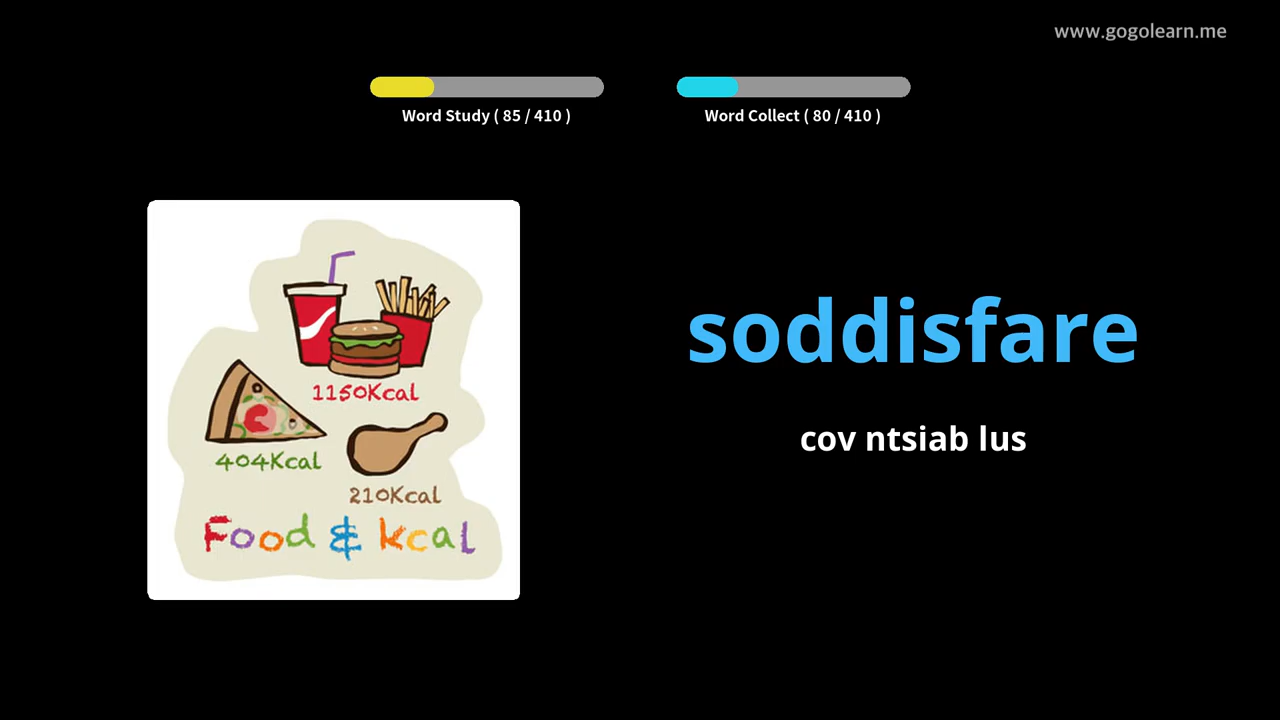 www.gogolearn.me
Word Study ( 85 / 410 )
Word Collect ( 80 / 410 )
1150Kcal
404Kcal
210Kcal
Food & kcal
soddisfare
cov ntsiab lus